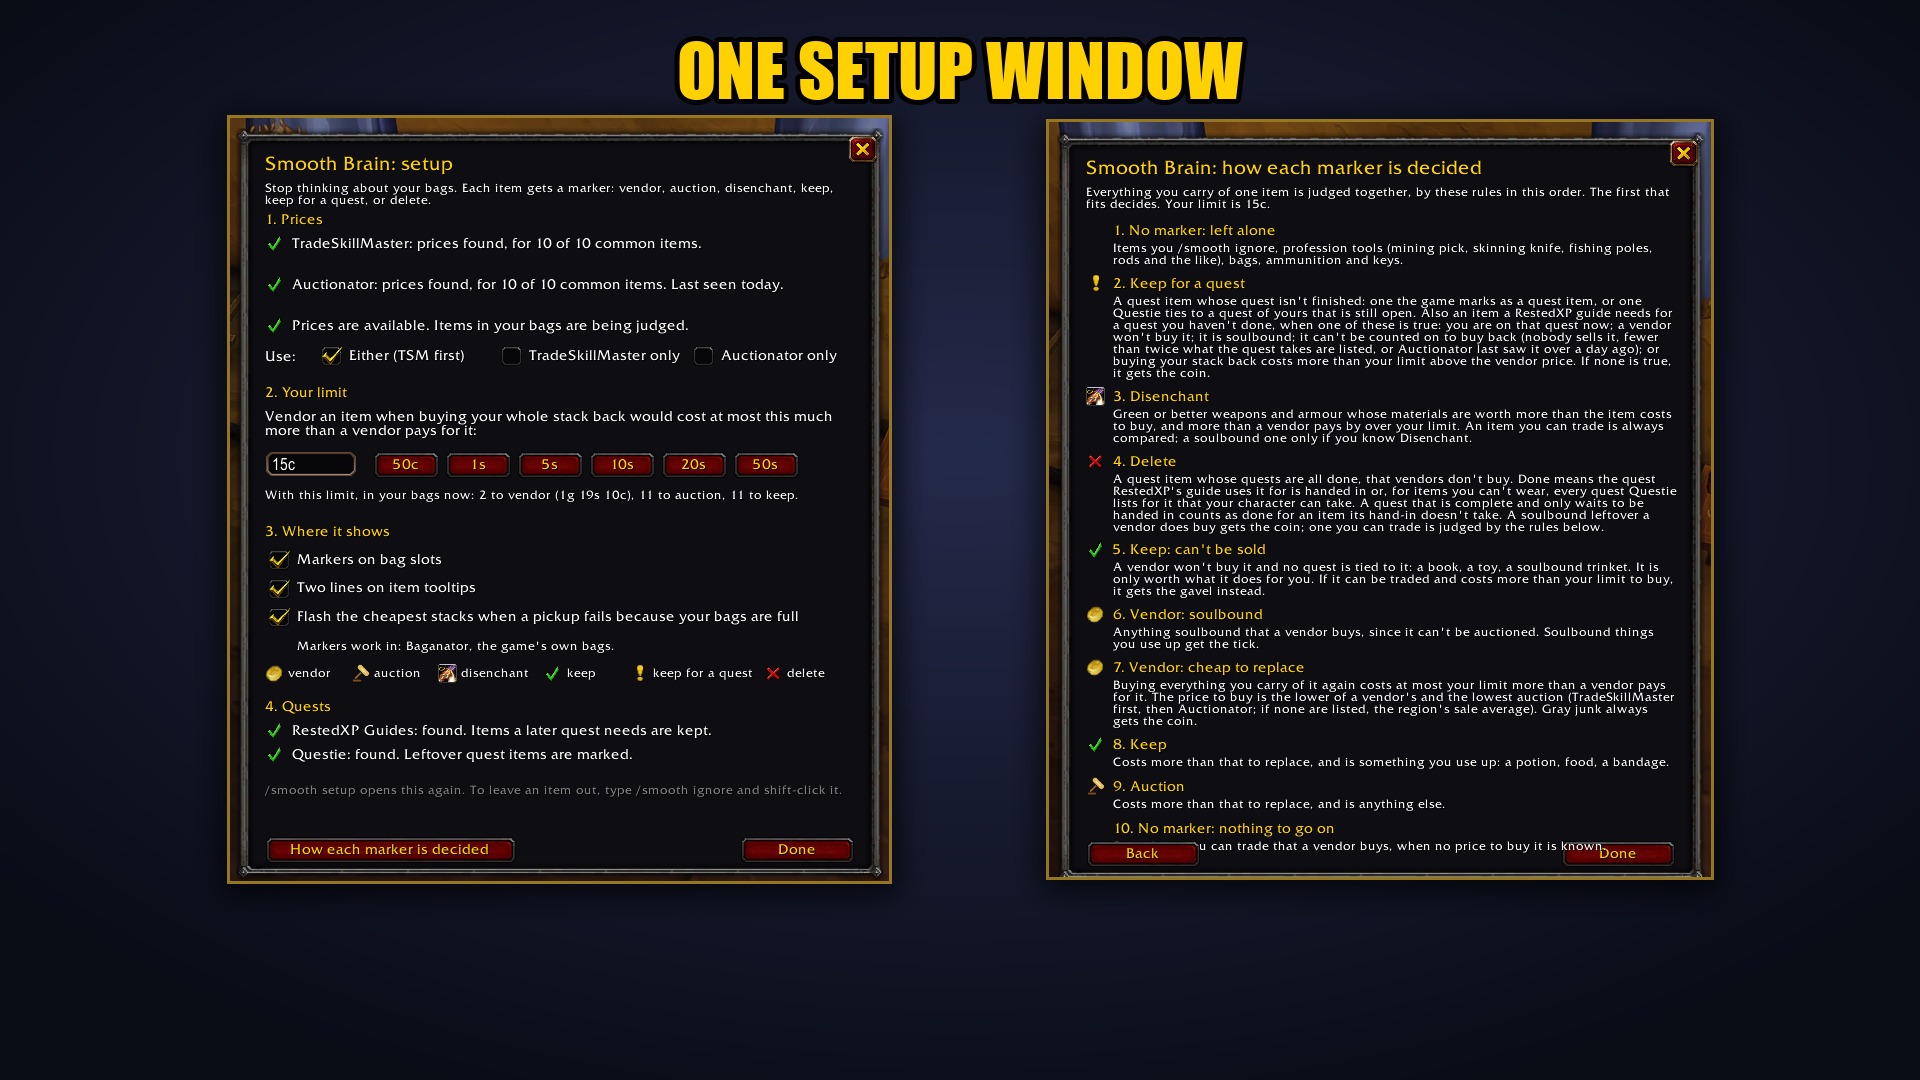 ONE SETUP WINDOW
Smooth Brain: setup
Stop thinking about your bags. Each item gets a marker: vendor, auction, disenchant, keep,
keep for a quest, or delete.
1. Prices
TradeSkillMaster: prices found, for 10 of 10 common items.
Auctionator: prices found, for 10 of 10 common items. Last seen today.
Prices are available. Items in your bags are being judged.
Use: Either (TSM first) TradeSkillMaster only Auctionator only
2. Your limit
Vendor an item when buying your whole stack back would cost at most this much
more than a vendor pays for it:
15c 50c 1s 5s 10s 20s 50s
With this limit, in your bags now: 2 to vendor (1g 19s 10c), 11 to auction, 11 to keep.
3. Where it shows
Markers on bag slots
Two lines on item tooltips
Flash the cheapest stacks when a pickup fails because your bags are full
Markers work in: Baganator, the game's own bags.
vendor auction disenchant keep keep for a quest delete
4. Quests
RestedXP Guides: found. Items a later quest needs are kept.
Questie: found. Leftover quest items are marked.
/smooth setup opens this again. To leave an item out, type /smooth ignore and shift-click it.
How each marker is decided Done
Smooth Brain: how each marker is decided
Everything you carry of one item is judged together, by these rules in this order. The first that
fits decides. Your limit is 15c.
1. No marker: left alone
Items you /smooth ignore, profession tools (mining pick, skinning knife, fishing poles,
rods and the like), bags, ammunition and keys.
2. Keep for a quest
A quest item whose quest isn't finished: one the game marks as a quest item, or one
Questie ties to a quest of yours that is still open. Also an item a RestedXP guide needs for
a quest you haven't done, when one of these is true: you are on that quest now; a vendor
won't buy it; it is soulbound; it can't be counted on to buy back (nobody sells it, fewer
than twice what the quest takes are listed, or Auctionator last saw it over a day ago); or
buying your stack back costs more than your limit above the vendor price. If none is true,
it gets the coin.
3. Disenchant
Green or better weapons and armour whose materials are worth more than the item costs
to buy, and more than a vendor pays by over your limit. An item you can trade is always
compared; a soulbound one only if you know Disenchant.
4. Delete
A quest item whose quests are all done, that vendors don't buy. Done means the quest
RestedXP's guide uses it for is handed in or, for items you can't wear, every quest Questie
lists for it that your character can take. A quest that is complete and only waits to be
handed in counts as done for an item its hand-in doesn't take. A soulbound leftover a
vendor does buy gets the coin; one you can trade is judged by the rules below.
5. Keep: can't be sold
A vendor won't buy it and no quest is tied to it: a book, a toy, a soulbound trinket. It is
only worth what it does for you. If it can be traded and costs more than your limit to buy,
it gets the gavel instead.
6. Vendor: soulbound
Anything soulbound that a vendor buys, since it can't be auctioned. Soulbound things
you use up get the tick.
7. Vendor: cheap to replace
Buying everything you carry of it again costs at most your limit more than a vendor pays
for it. The price to buy is the lower of a vendor's and the lowest auction (TradeSkillMaster
first, then Auctionator; if none are listed, the region's sale average). Gray junk always
gets the coin.
8. Keep
Costs more than that to replace, and is something you use up: a potion, food, a bandage.
9. Auction
Costs more than that to replace, and is anything else.
10. No marker: nothing to go on
can trade that a vendor buys, when no price to buy it is known.
Back Done